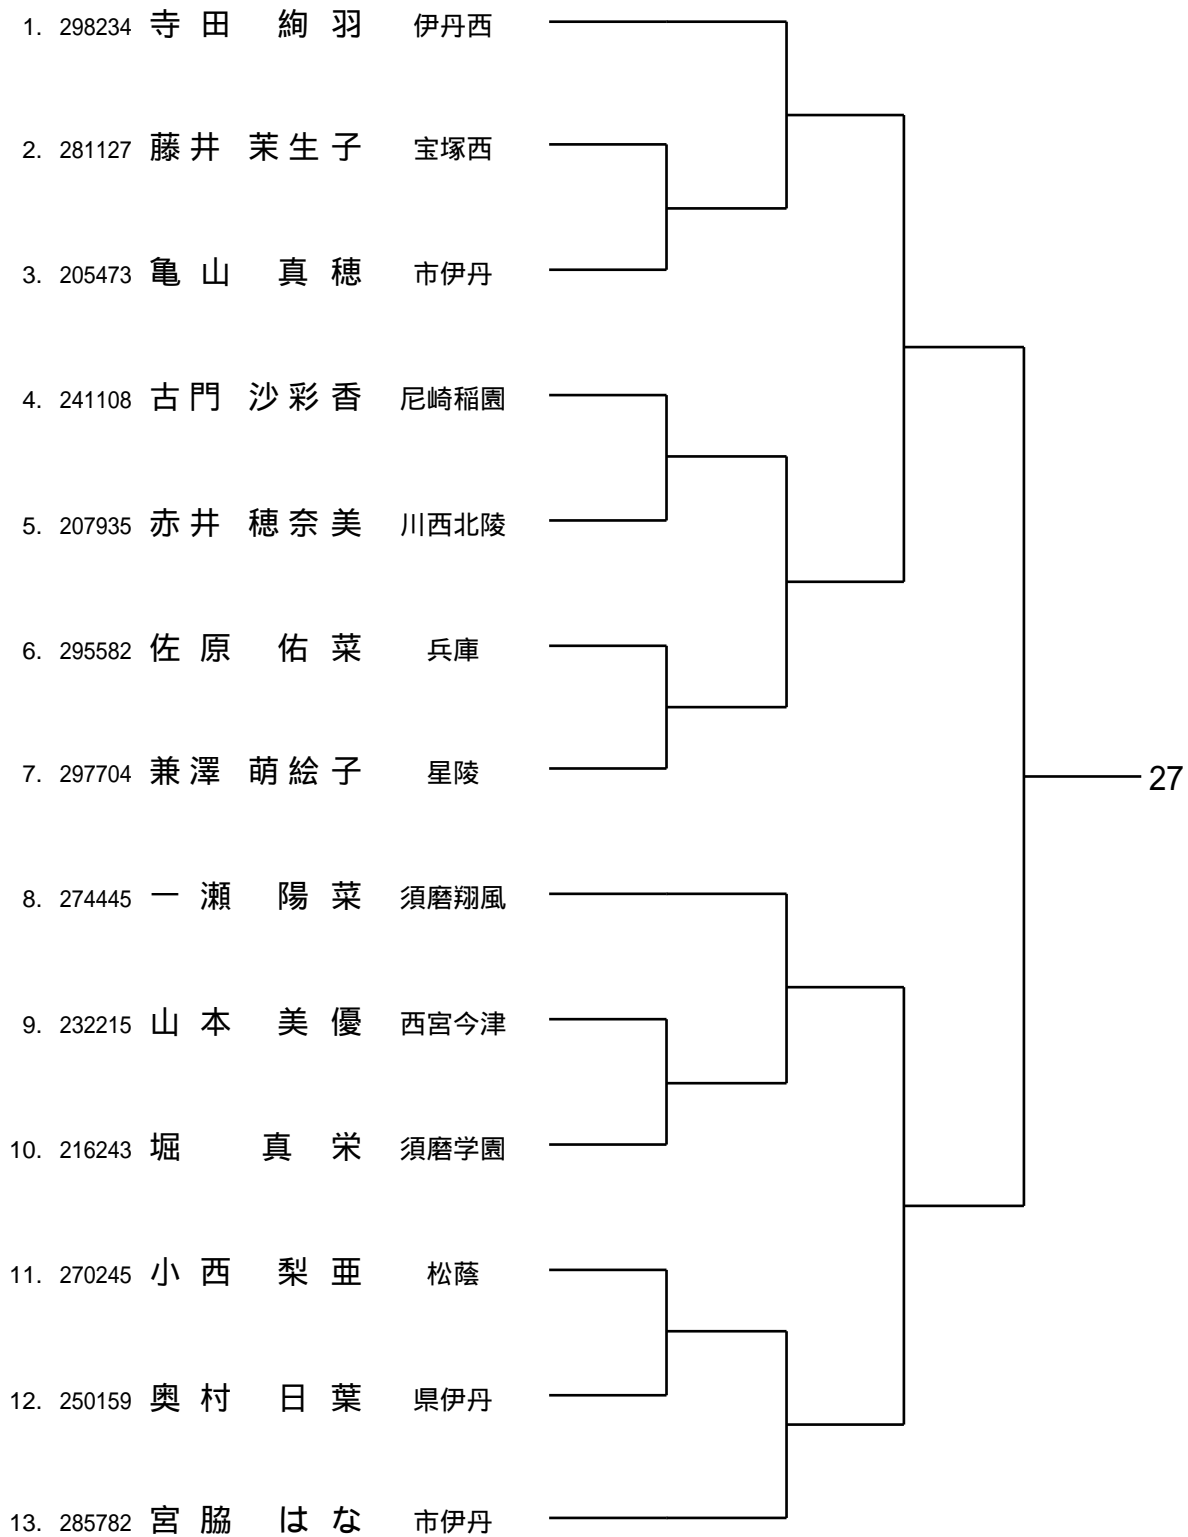 1. 298234 寺田 絢羽 伊丹西
2. 281127 藤井 茉生子 宝塚西
3. 205473 亀山 真穂 市伊丹
4. 241108 古門 沙彩香 尼崎稲園
5. 207935 赤井 穂奈美 川西北陵
6. 295582 佐原 佑菜 兵庫
7. 297704 兼澤 萌絵子 星陵
27
8. 274445 一瀬 陽菜 須磨翔風
9. 232215 山本 美優 西宮今津
10. 216243 堀 真栄 須磨学園
11. 270245 小西 梨亜 松蔭
12. 250159 奥村 日葉 県伊丹
13. 285782 宮脇 はな 市伊丹